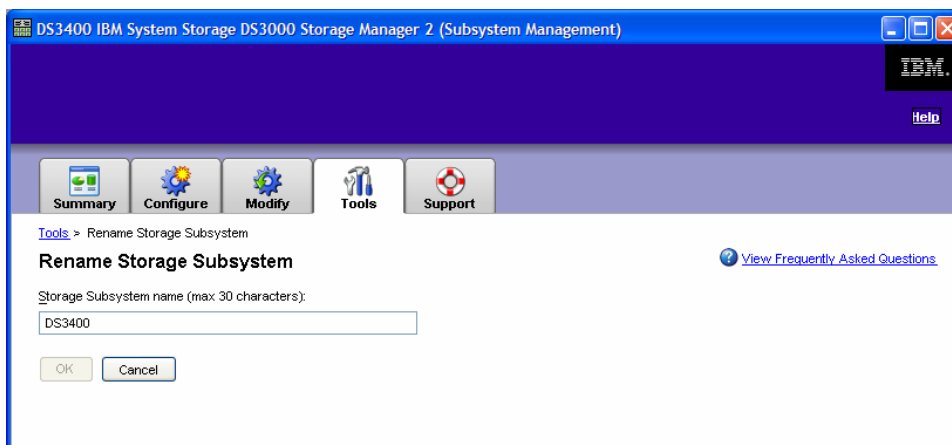 DS3400 IBM System Storage DS3000 Storage Manager 2 (Subsystem Management)
IBM.
Help
Summary Configure Modify Tools Support
Tools > Rename Storage Subsystem
Rename Storage Subsystem
? View Frequently Asked Questions
Storage Subsystem name (max 30 characters):
DS3400
OK Cancel